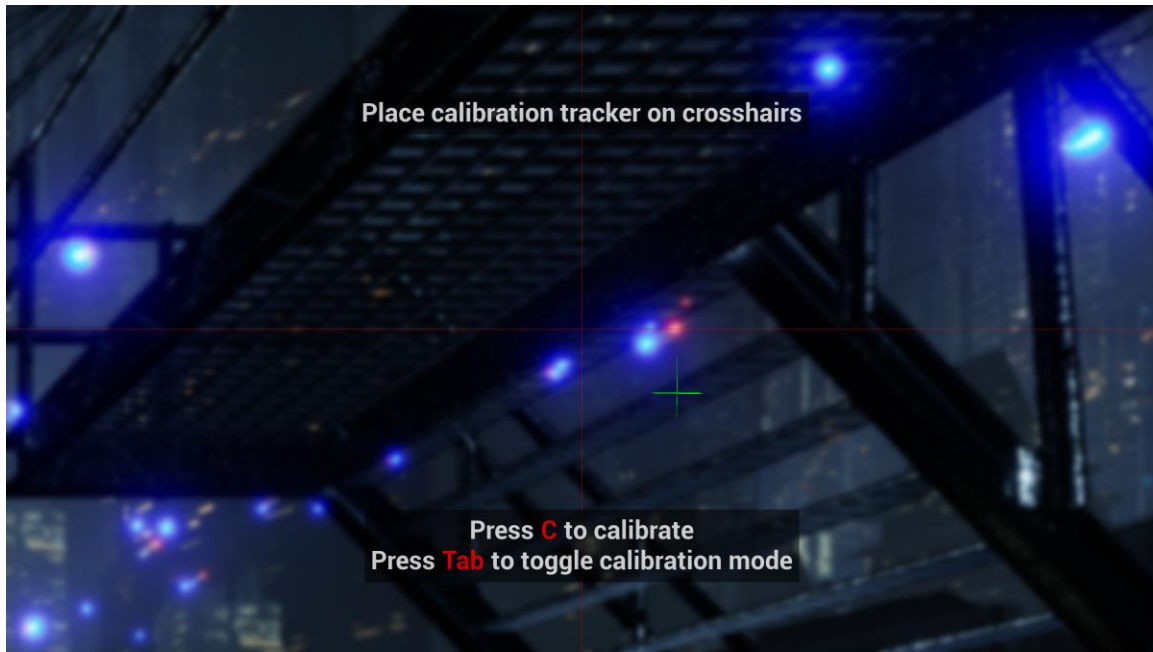 Place calibration tracker on crosshairs
Press C to calibrate
Press Tab to toggle calibration mode